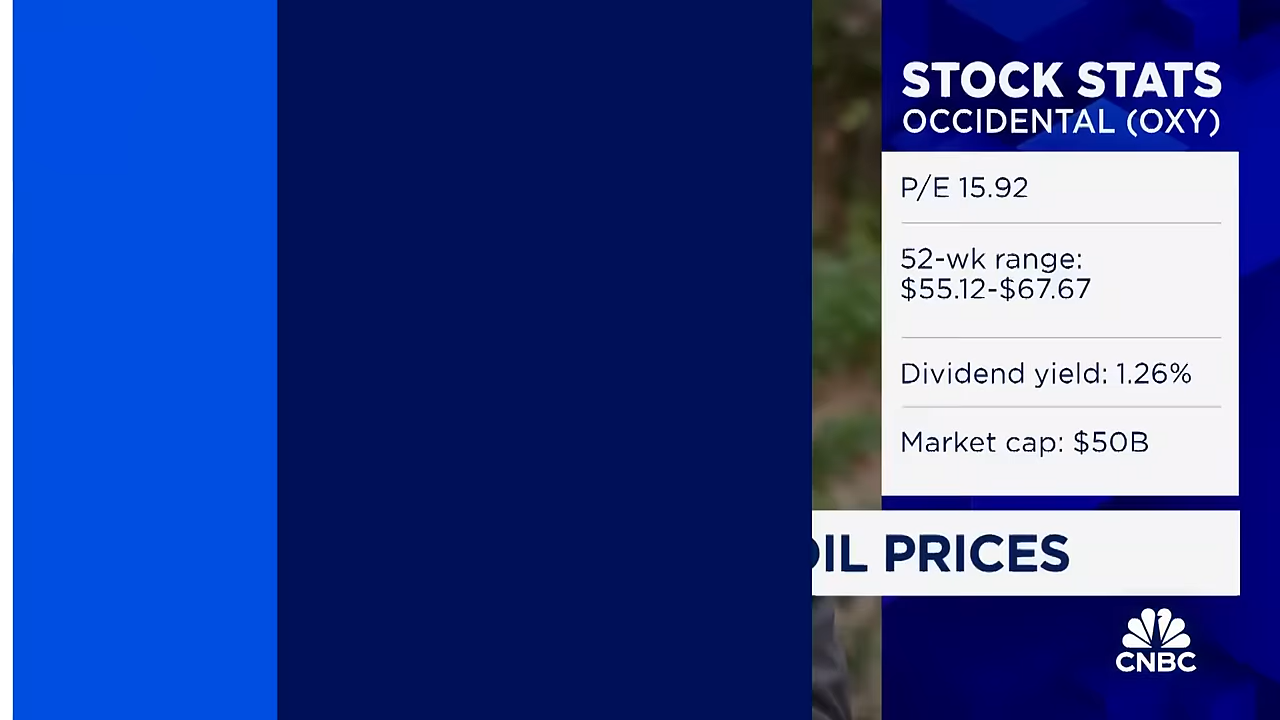 STOCK STATS
OCCIDENTAL (OXY)
P/E 15.92
52-wk range:
$55.12-$67.67
Dividend yield: 1.26%
Market cap: $50B
OIL PRICES
CNBC